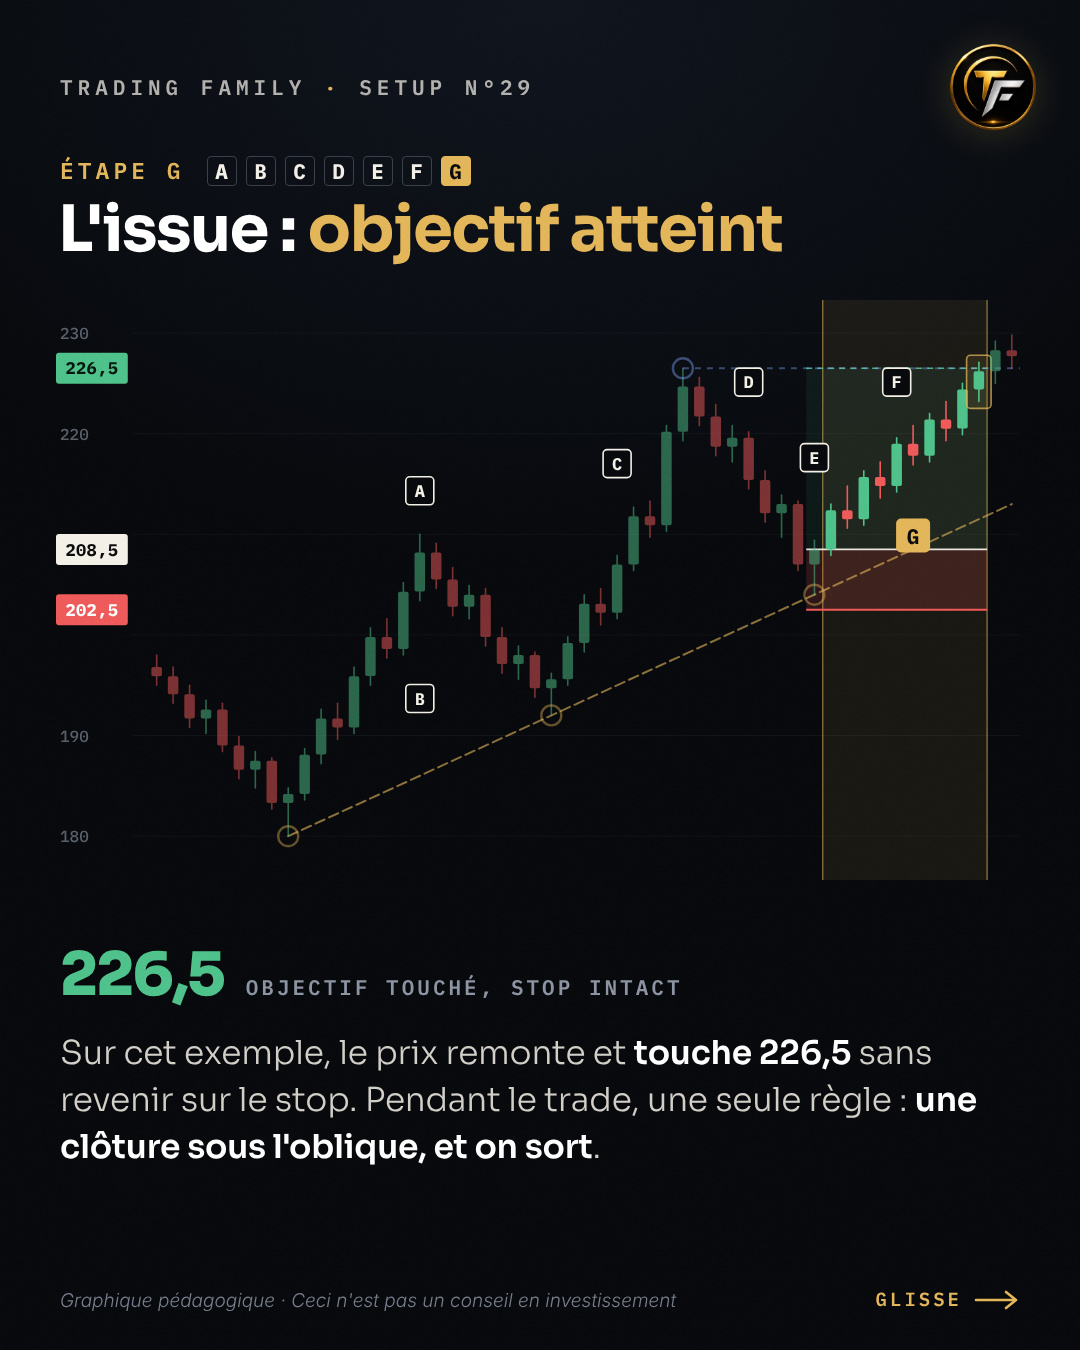 TRADING FAMILY · SETUP N°29
TF
ÉTAPE G A B C D E F G
L'issue : objectif atteint
230
226,5
D
F
220
E
C
A
G
208,5
202,5
B
190
180
226,5 OBJECTIF TOUCHÉ, STOP INTACT
Sur cet exemple, le prix remonte et touche 226,5 sans
revenir sur le stop. Pendant le trade, une seule règle : une
clôture sous l'oblique, et on sort.
Graphique pédagogique · Ceci n'est pas un conseil en investissement
GLISSE →